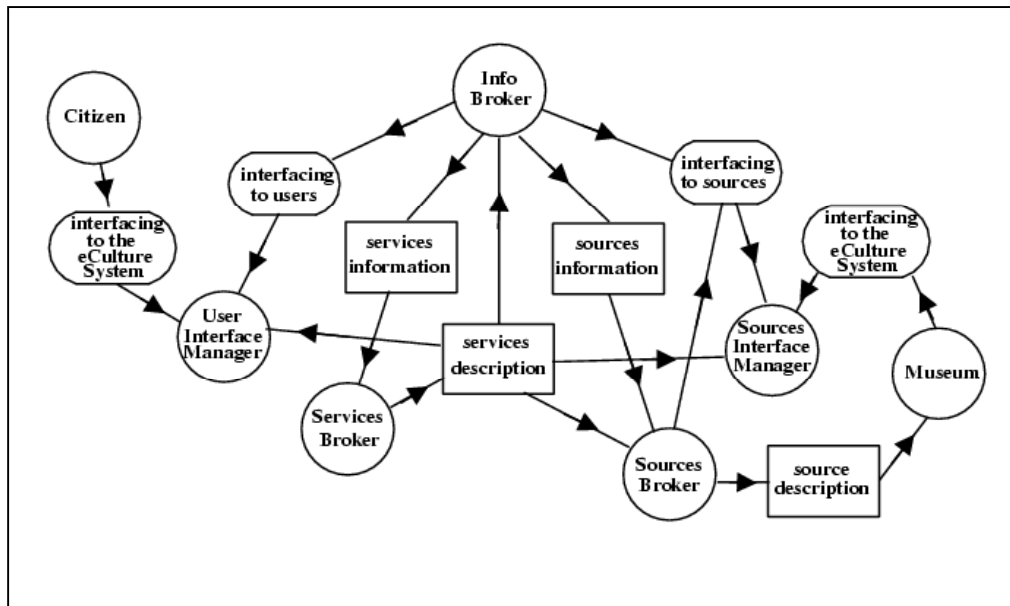 Citizen
Info
Broker
interfacing
to users
interfacing
to sources
interfacing
to the
eCulture
System
services
information
sources
information
interfacing
to the
eCulture
System
User
Interface
Manager
services
description
Sources
Interface
Manager
Museum
Services
Broker
Sources
Broker
source
description